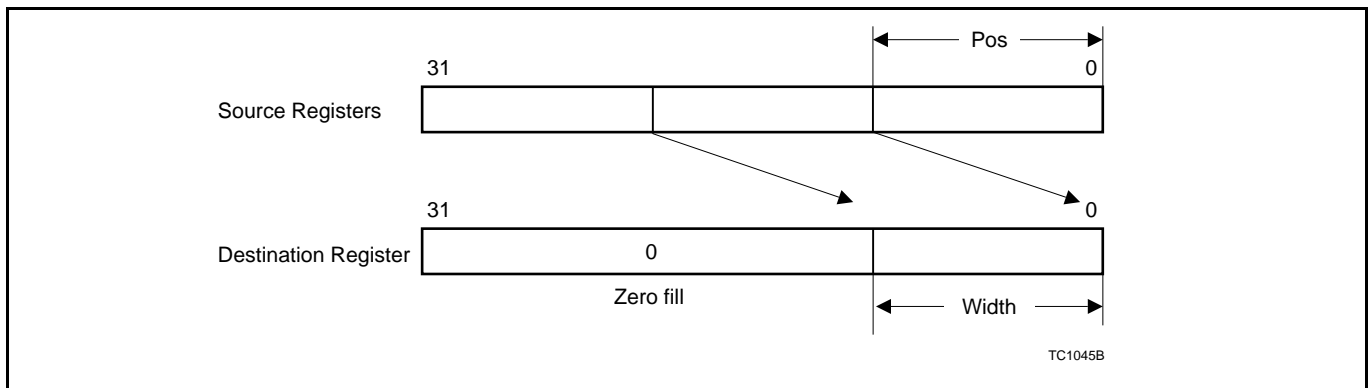 Pos
31 0
Source Registers
31 0
Destination Register 0
Zero fill
Width
TC1045B